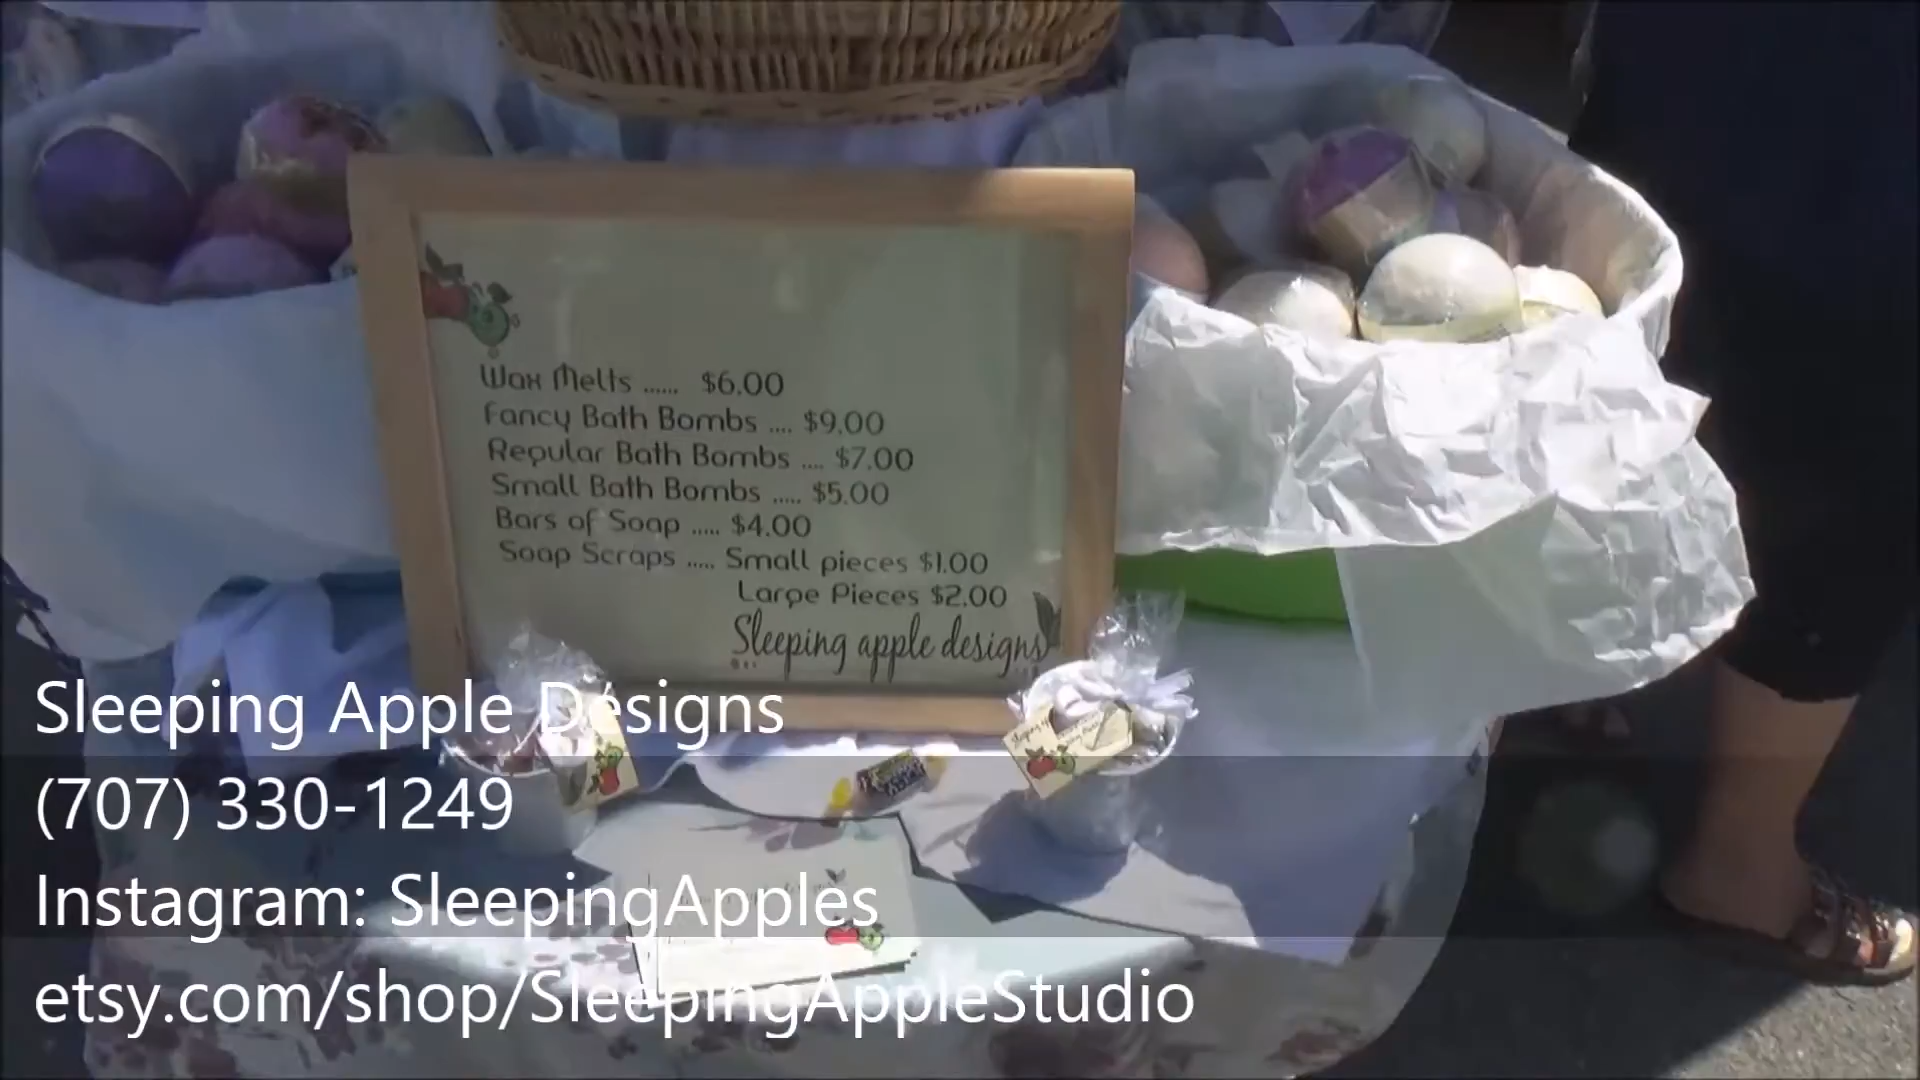 Wax Melts ...... $6.00
Fancy Bath Bombs .... $9.00
Regular Bath Bombs .... $7.00
Small Bath Bombs ..... $5.00
Bars of Soap ..... $4.00
Soap Scraps ..... Small pieces $1.00
Large Pieces $2.00
Sleeping apple designs
Sleeping Apple Designs
(707) 330-1249
Instagram: SleepingApples
etsy.com/shop/SleepingAppleStudio